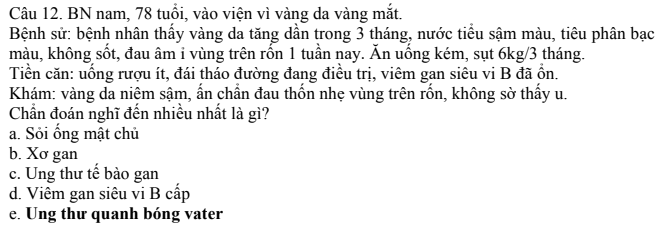 Câu 12. BN nam, 78 tuổi, vào viện vì vàng da vàng mắt.
Bệnh sử: bệnh nhân thấy vàng da tăng dần trong 3 tháng, nước tiểu sậm màu, tiêu phân bạc
màu, không sốt, đau âm ỉ vùng trên rốn 1 tuần nay. Ăn uống kém, sụt 6kg/3 tháng.
Tiền căn: uống rượu ít, đái tháo đường đang điều trị, viêm gan siêu vi B đã ổn.
Khám: vàng da niêm sậm, ấn chẩn đau thốn nhẹ vùng trên rốn, không sờ thấy u.
Chẩn đoán nghĩ đến nhiều nhất là gì?
a. Sỏi ống mật chủ
b. Xơ gan
c. Ung thư tế bào gan
d. Viêm gan siêu vi B cấp
e. Ung thư quanh bóng vater